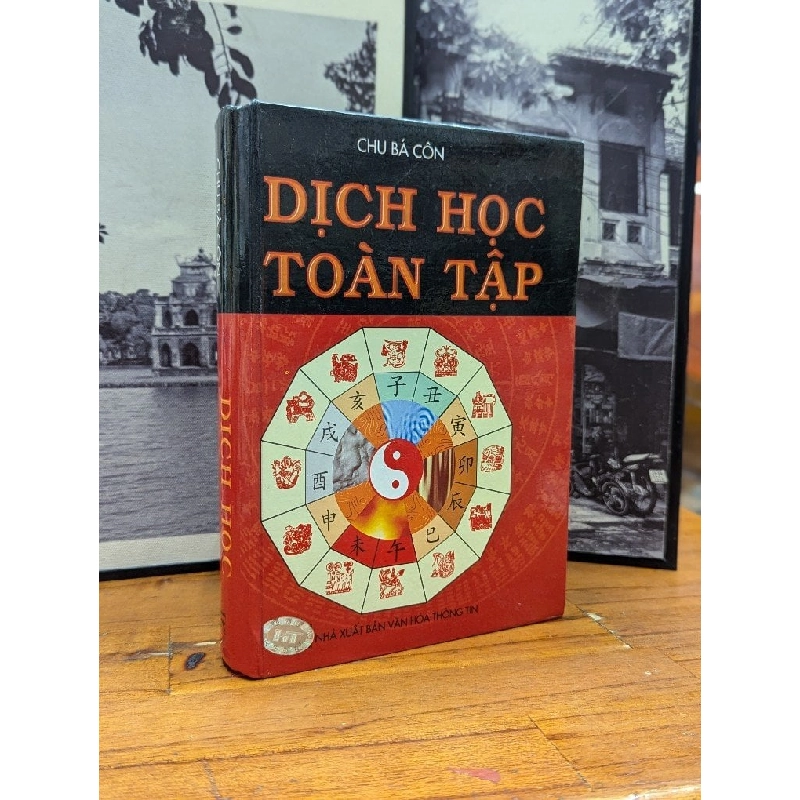 CHU BÁ CÔN
DỊCH HỌC
TOÀN TẬP
子
丑
寅
卯
辰
巳
午
未
申
酉
戌
亥
NHÀ XUẤT BẢN VĂN HÓA THÔNG TIN
DỊCH HỌC